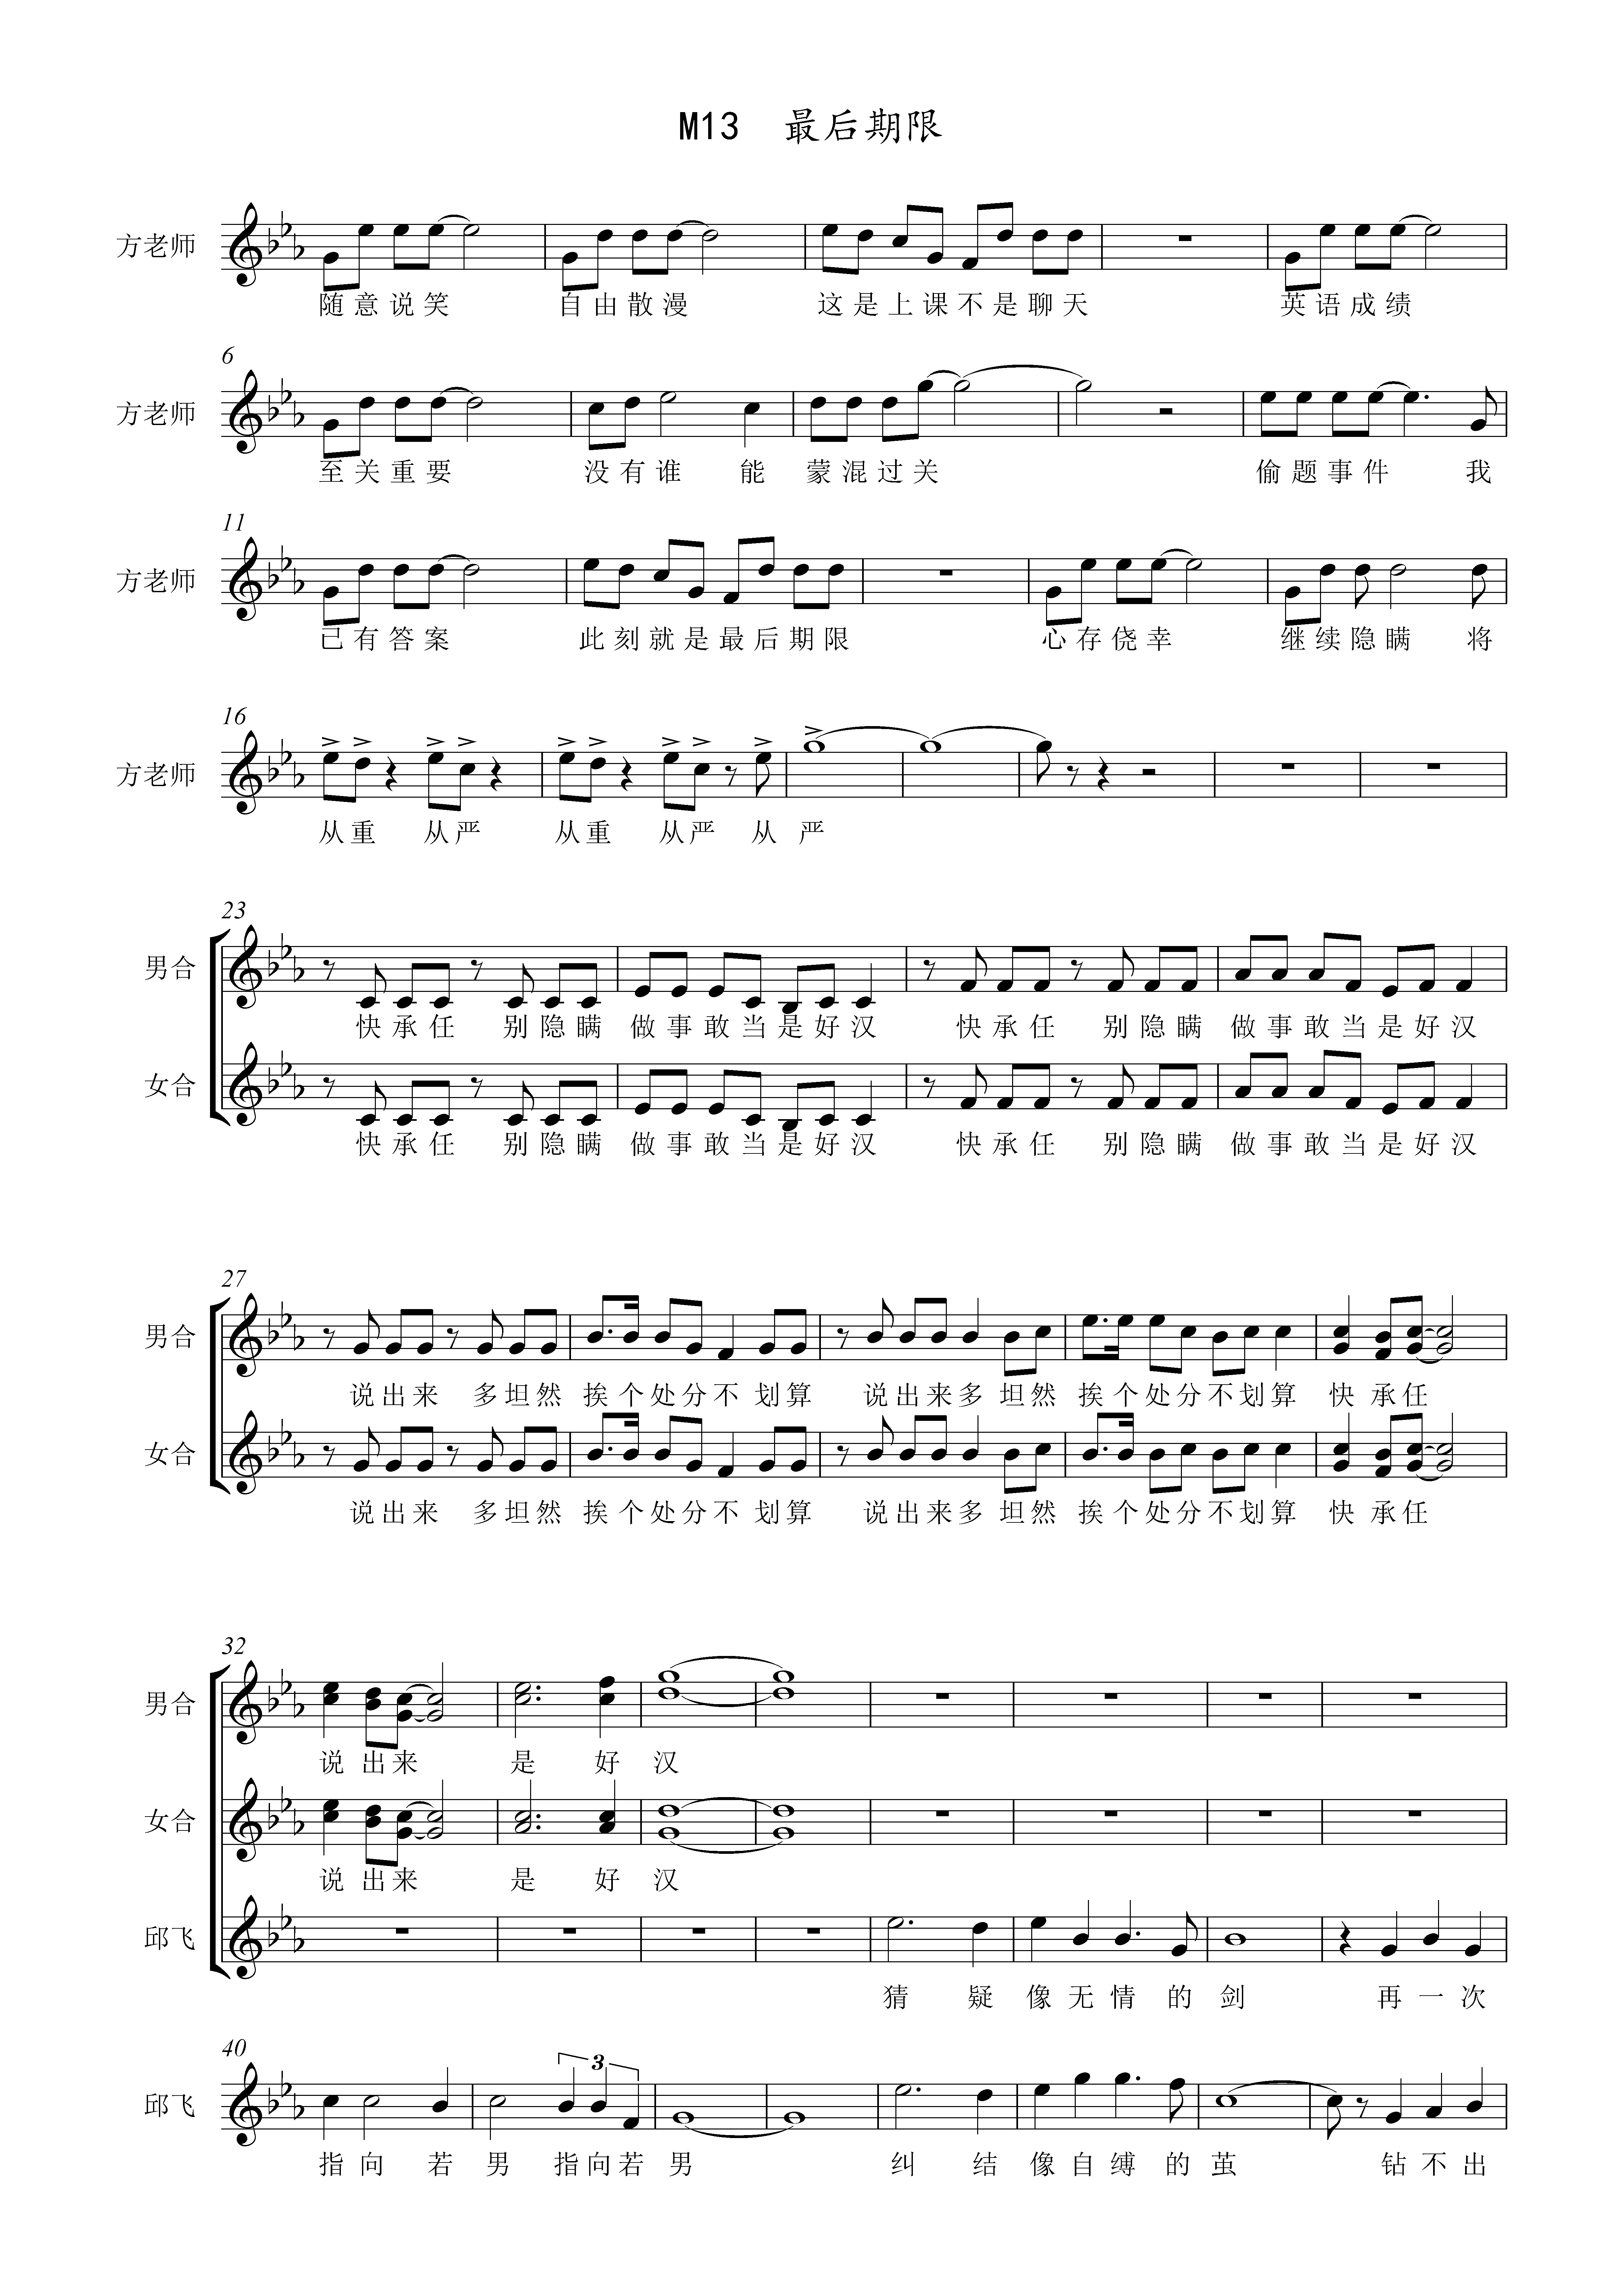 M13 最后期限
方老师
随意说笑 自由散漫 这是上课不是聊天 英语成绩
6
方老师
至关重要 没有谁能 蒙混过关 偷题事件 我
11
方老师
已有答案 此刻就是最后期限 心存侥幸 继续隐瞒 将
16
方老师
从重 从严 从重 从严 从 严
23
男合
快承任 别隐瞒 做事敢当是好汉 快承任 别隐瞒 做事敢当是好汉
女合
快承任 别隐瞒 做事敢当是好汉 快承任 别隐瞒 做事敢当是好汉
27
男合
说出来 多坦然 挨个处分不划算 说出来多坦然 挨个处分不划算 快承任
女合
说出来 多坦然 挨个处分不划算 说出来多坦然 挨个处分不划算 快承任
32
男合
说出来 是好汉
女合
说出来 是好汉
邱飞
猜疑像无情的剑 再一次
40
3
邱飞
指向若男 指向若男 纠结像自缚的茧 钻不出